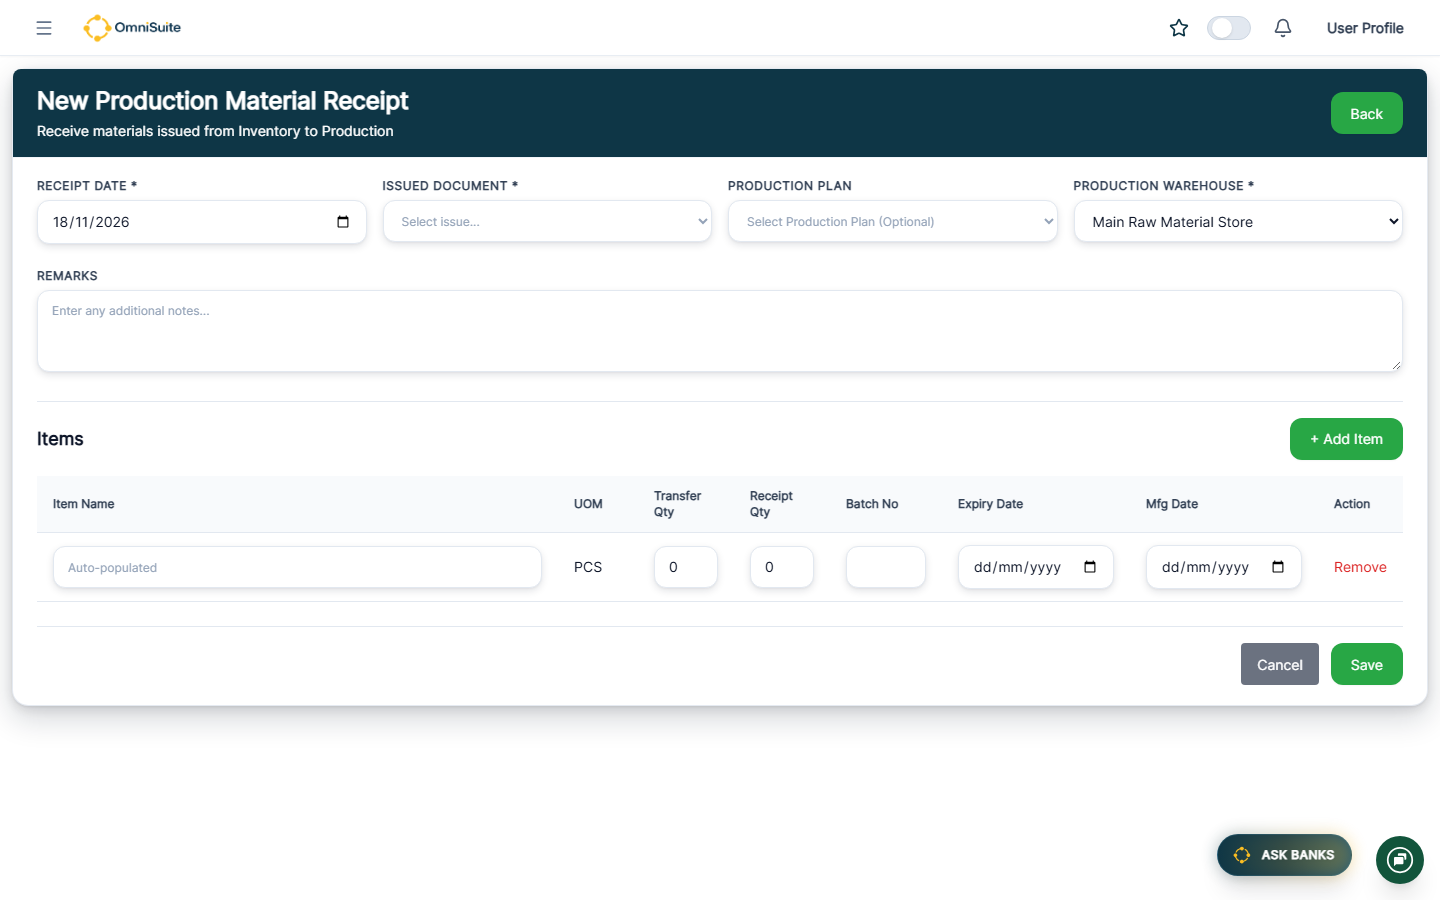 OmniSuite
User Profile
New Production Material Receipt
Receive materials issued from Inventory to Production
Back
RECEIPT DATE *
ISSUED DOCUMENT *
PRODUCTION PLAN
PRODUCTION WAREHOUSE *
18/11/2026
Select issue...
Select Production Plan (Optional)
Main Raw Material Store
REMARKS
Enter any additional notes...
Items
+ Add Item
Item Name
UOM
Transfer
Qty
Receipt
Qty
Batch No
Expiry Date
Mfg Date
Action
Auto-populated
PCS
0
0
dd/mm/yyyy
dd/mm/yyyy
Remove
Cancel
Save
ASK BANKS